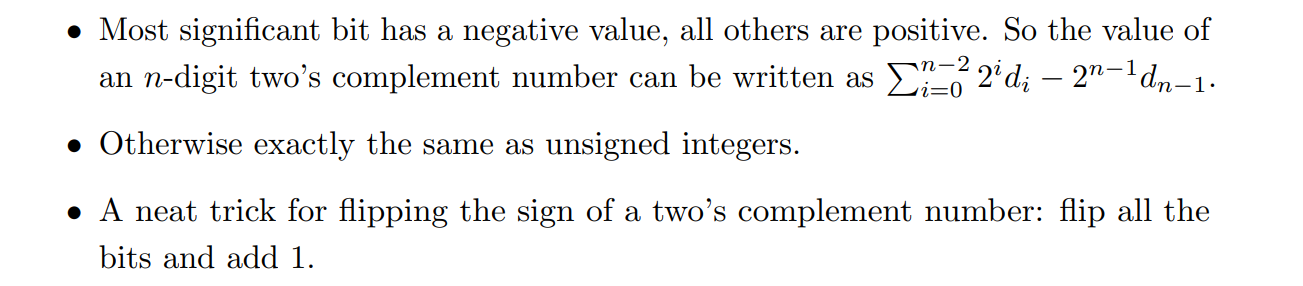 • Most significant bit has a negative value, all others are positive. So the value of
an n-digit two's complement number can be written as $\sum_{i=0}^{n-2} 2^i d_i - 2^{n-1} d_{n-1}$.
• Otherwise exactly the same as unsigned integers.
• A neat trick for flipping the sign of a two's complement number: flip all the
bits and add 1.